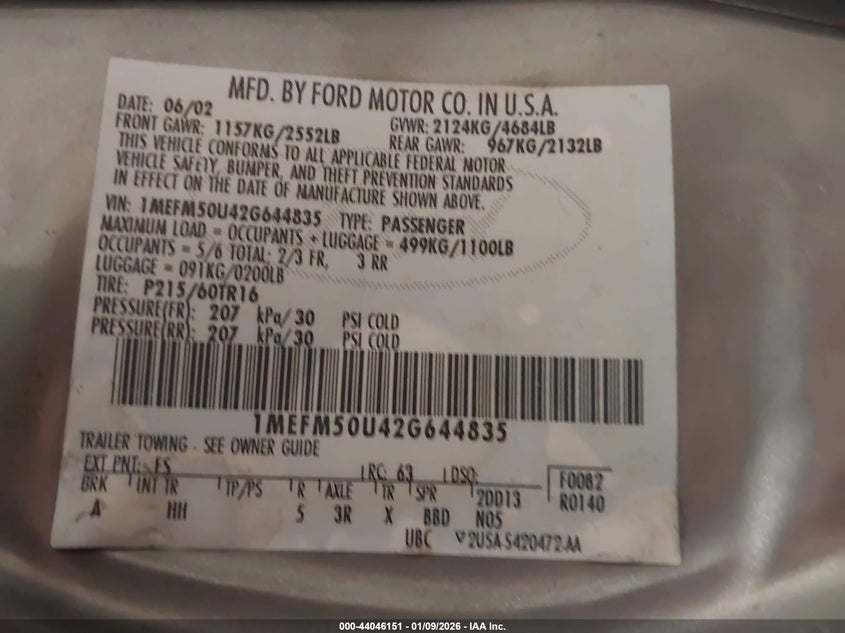 MFD. BY FORD MOTOR CO. IN U.S.A.
DATE: 06/02 GVWR: 2124KG/4684LB
FRONT GAWR: 1157KG/2552LB REAR GAWR: 967KG/2132LB
THIS VEHICLE CONFORMS TO ALL APPLICABLE FEDERAL MOTOR
VEHICLE SAFETY, BUMPER, AND THEFT PREVENTION STANDARDS
IN EFFECT ON THE DATE OF MANUFACTURE SHOWN ABOVE.
VIN: 1MEFM50U42G644835 TYPE: PASSENGER
MAXIMUM LOAD = OCCUPANTS + LUGGAGE = 499KG/1100LB
OCCUPANTS = 5/6 TOTAL: 2/3 FR, 3 RR
LUGGAGE = 091KG/0200LB
TIRE: P215/60TR16
PRESSURE(FR): 207 kPa/ 30 PSI COLD
PRESSURE(RR): 207 kPa/ 30 PSI COLD
1MEFM50U42G644835
TRAILER TOWING - SEE OWNER GUIDE
EXT PNT: FS RC: 63 DSO: F0082
BRK INT TR TP/PS R AXLE TR SPR 20D13 R0140
A HH 5 3R X BBD N05
UBC ▽2U5A-5420472-AA
000-44046151 - 01/09/2026 - IAA Inc.